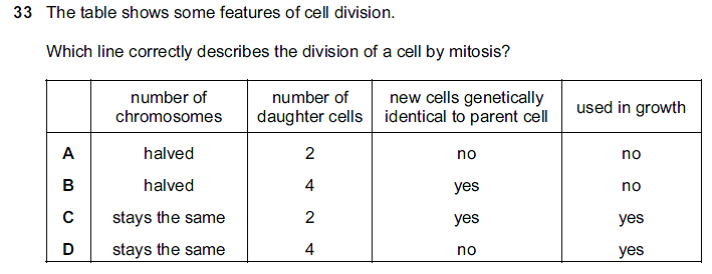 33 The table shows some features of cell division.
Which line correctly describes the division of a cell by mitosis?
number of chromosomes number of daughter cells new cells genetically identical to parent cell used in growth
A halved 2 no no
B halved 4 yes no
C stays the same 2 yes yes
D stays the same 4 no yes